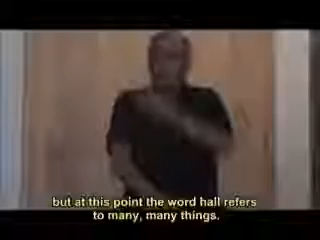 but at this point the word hall refers
to many, many things.